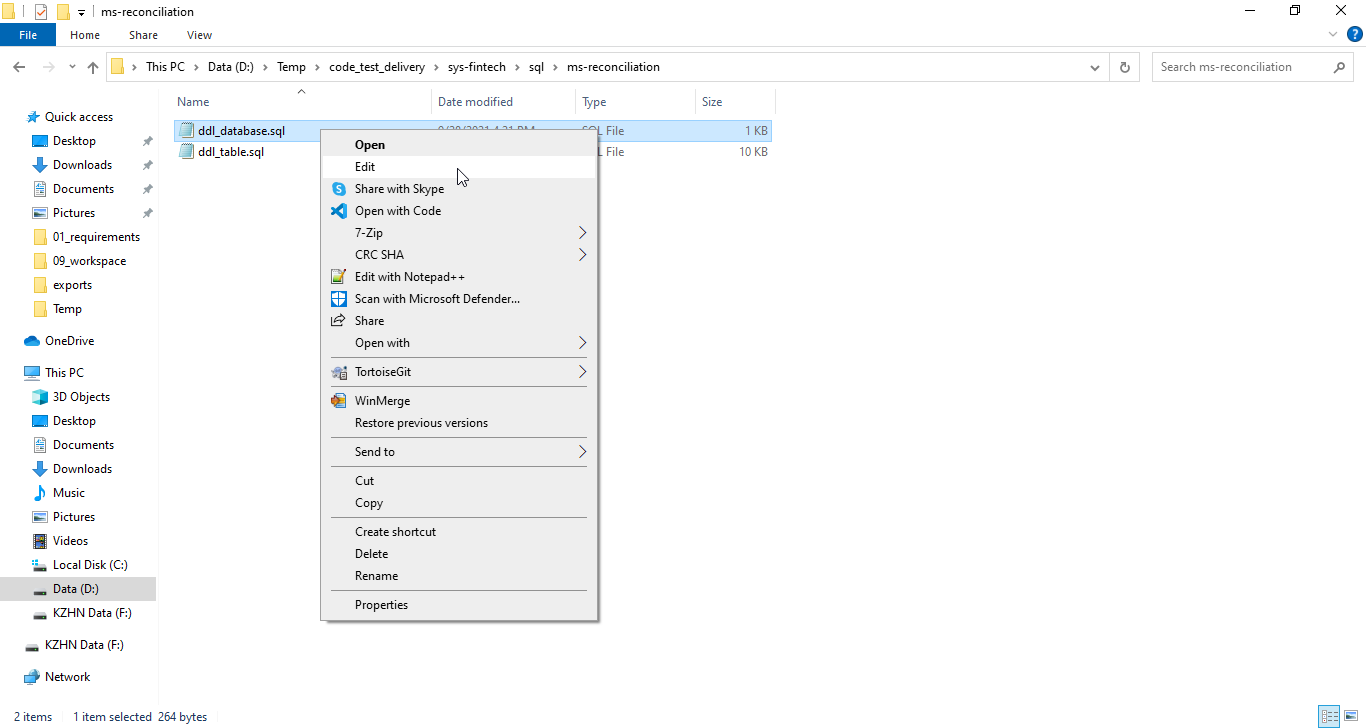 ms-reconciliation
File Home Share View
This PC Data (D:) Temp code_test_delivery sys-fintech sql ms-reconciliation
Search ms-reconciliation
Name Date modified Type Size
ddl_database.sql File 1 KB
ddl_table.sql File 10 KB
Quick access
Desktop
Downloads
Documents
Pictures
01_requirements
09_workspace
exports
Temp
OneDrive
This PC
3D Objects
Desktop
Documents
Downloads
Music
Pictures
Videos
Local Disk (C:)
Data (D:)
KZHN Data (F:)
KZHN Data (F:)
Network
Open
Edit
Share with Skype
Open with Code
7-Zip
CRC SHA
Edit with Notepad++
Scan with Microsoft Defender...
Share
Open with
TortoiseGit
WinMerge
Restore previous versions
Send to
Cut
Copy
Create shortcut
Delete
Rename
Properties
2 items 1 item selected 264 bytes